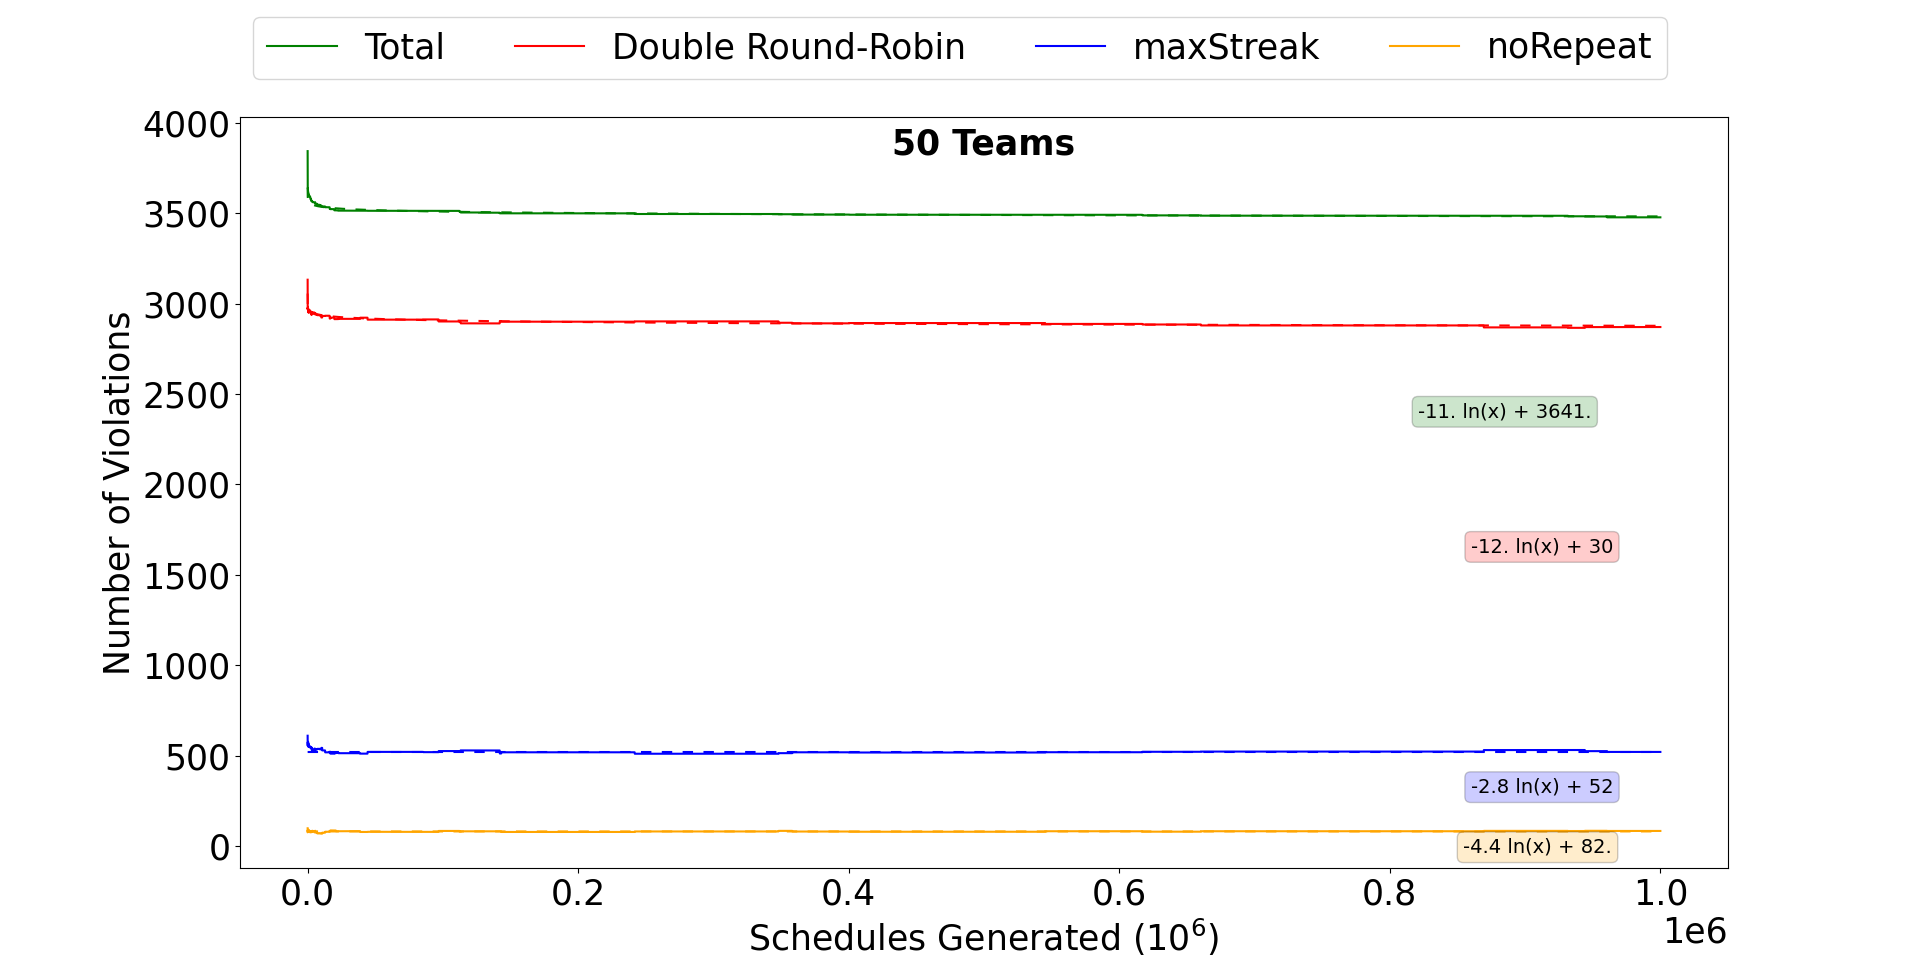 Total Double Round-Robin maxStreak noRepeat
50 Teams
Number of Violations
4000
3500
3000
2500
2000
1500
1000
500
0
-11. ln(x) + 3641.
-12. ln(x) + 30
-2.8 ln(x) + 52
-4.4 ln(x) + 82.
0.0 0.2 0.4 0.6 0.8 1.0
1e6
Schedules Generated (10⁶)